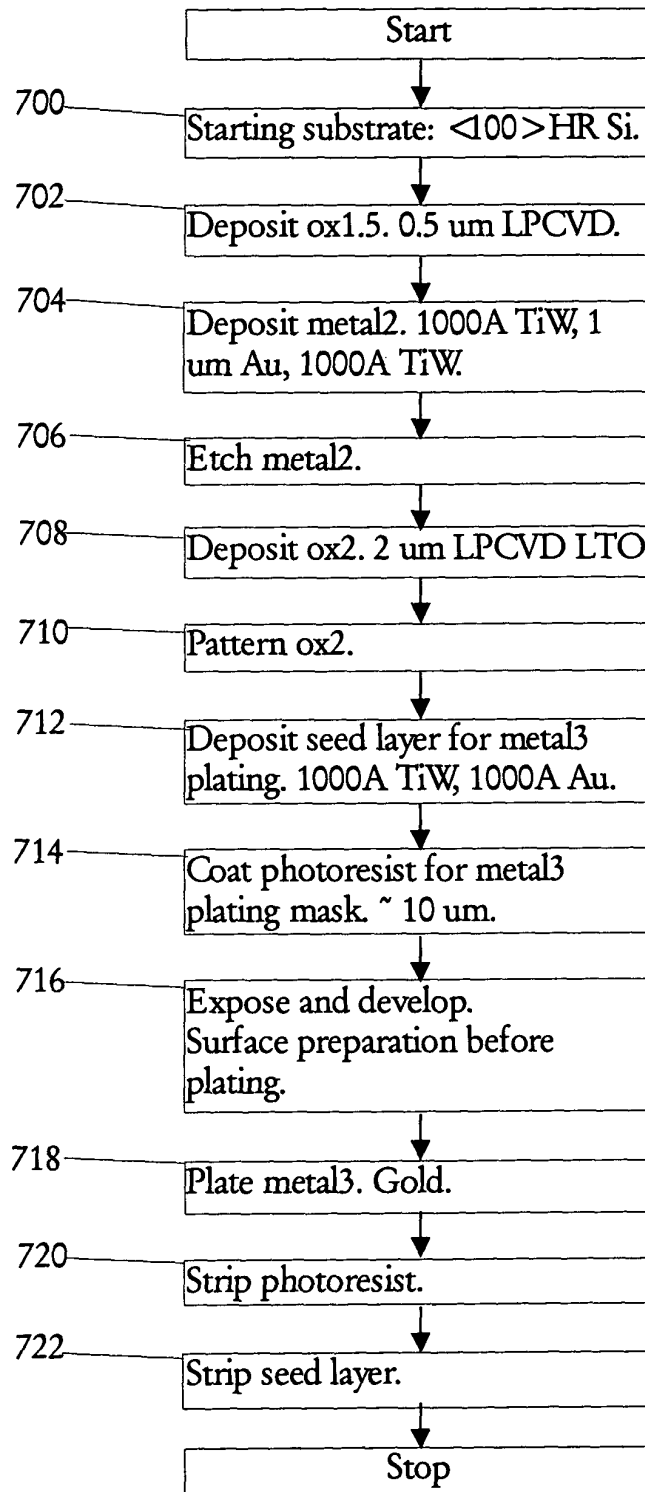 Start
700
Starting substrate: <100>HR Si.
702
Deposit ox1.5. 0.5 um LPCVD.
704
Deposit metal2. 1000A TiW, 1
um Au, 1000A TiW.
706
Etch metal2.
708
Deposit ox2. 2 um LPCVD LTO
710
Pattern ox2.
712
Deposit seed layer for metal3
plating. 1000A TiW, 1000A Au.
714
Coat photoresist for metal3
plating mask. ~ 10 um.
716
Expose and develop.
Surface preparation before
plating.
718
Plate metal3. Gold.
720
Strip photoresist.
722
Strip seed layer.
Stop